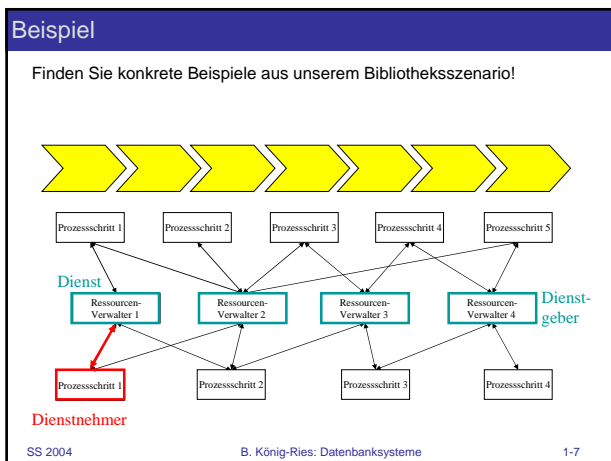 Beispiel
Finden Sie konkrete Beispiele aus unserem Bibliotheksszenario!
Prozessschritt 1
Prozessschritt 2
Prozessschritt 3
Prozessschritt 4
Prozessschritt 5
Dienst
Ressourcen-
Verwalter 1
Ressourcen-
Verwalter 2
Ressourcen-
Verwalter 3
Ressourcen-
Verwalter 4
Dienst-
geber
Prozessschritt 1
Prozessschritt 2
Prozessschritt 3
Prozessschritt 4
Dienstnehmer
SS 2004
B. König-Ries: Datenbanksysteme
1-7